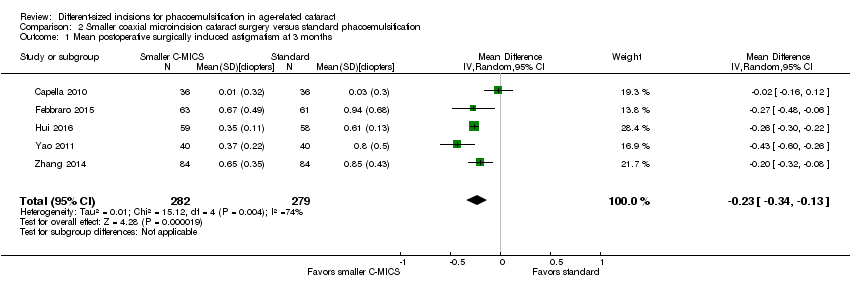 Review: Different-sized incisions for phacoemulsification in age-related cataract
Comparison: 2 Smaller coaxial microincision cataract surgery versus standard phacoemulsification
Outcome: 1 Mean postoperative surgically induced astigmatism at 3 months
Study or subgroup Smaller C-MICS Standard Mean Difference Weight Mean Difference
N Mean (SD)[diopters] N Mean (SD)[diopters] IV,Random,95% CI IV,Random,95% CI
Capella 2010 36 0.01 (0.32) 36 0.03 (0.3) 19.3 % -0.02 [ -0.16, 0.12 ]
Febbraro 2015 63 0.67 (0.49) 61 0.94 (0.68) 13.8 % -0.27 [ -0.48, -0.06 ]
Hui 2016 59 0.35 (0.11) 58 0.61 (0.13) 28.4 % -0.26 [ -0.30, -0.22 ]
Yao 2011 40 0.37 (0.22) 40 0.8 (0.5) 16.9 % -0.43 [ -0.60, -0.26 ]
Zhang 2014 84 0.65 (0.35) 84 0.85 (0.43) 21.7 % -0.20 [ -0.32, -0.08 ]
Total (95% CI) 282 279 100.0 % -0.23 [ -0.34, -0.13 ]
Heterogeneity: Tau² = 0.01; Chi² = 15.12, df = 4 (P = 0.004); I² =74%
Test for overall effect: Z = 4.28 (P = 0.000019)
Test for subgroup differences: Not applicable
-1 -0.5 0 0.5 1
Favors smaller C-MICS Favors standard